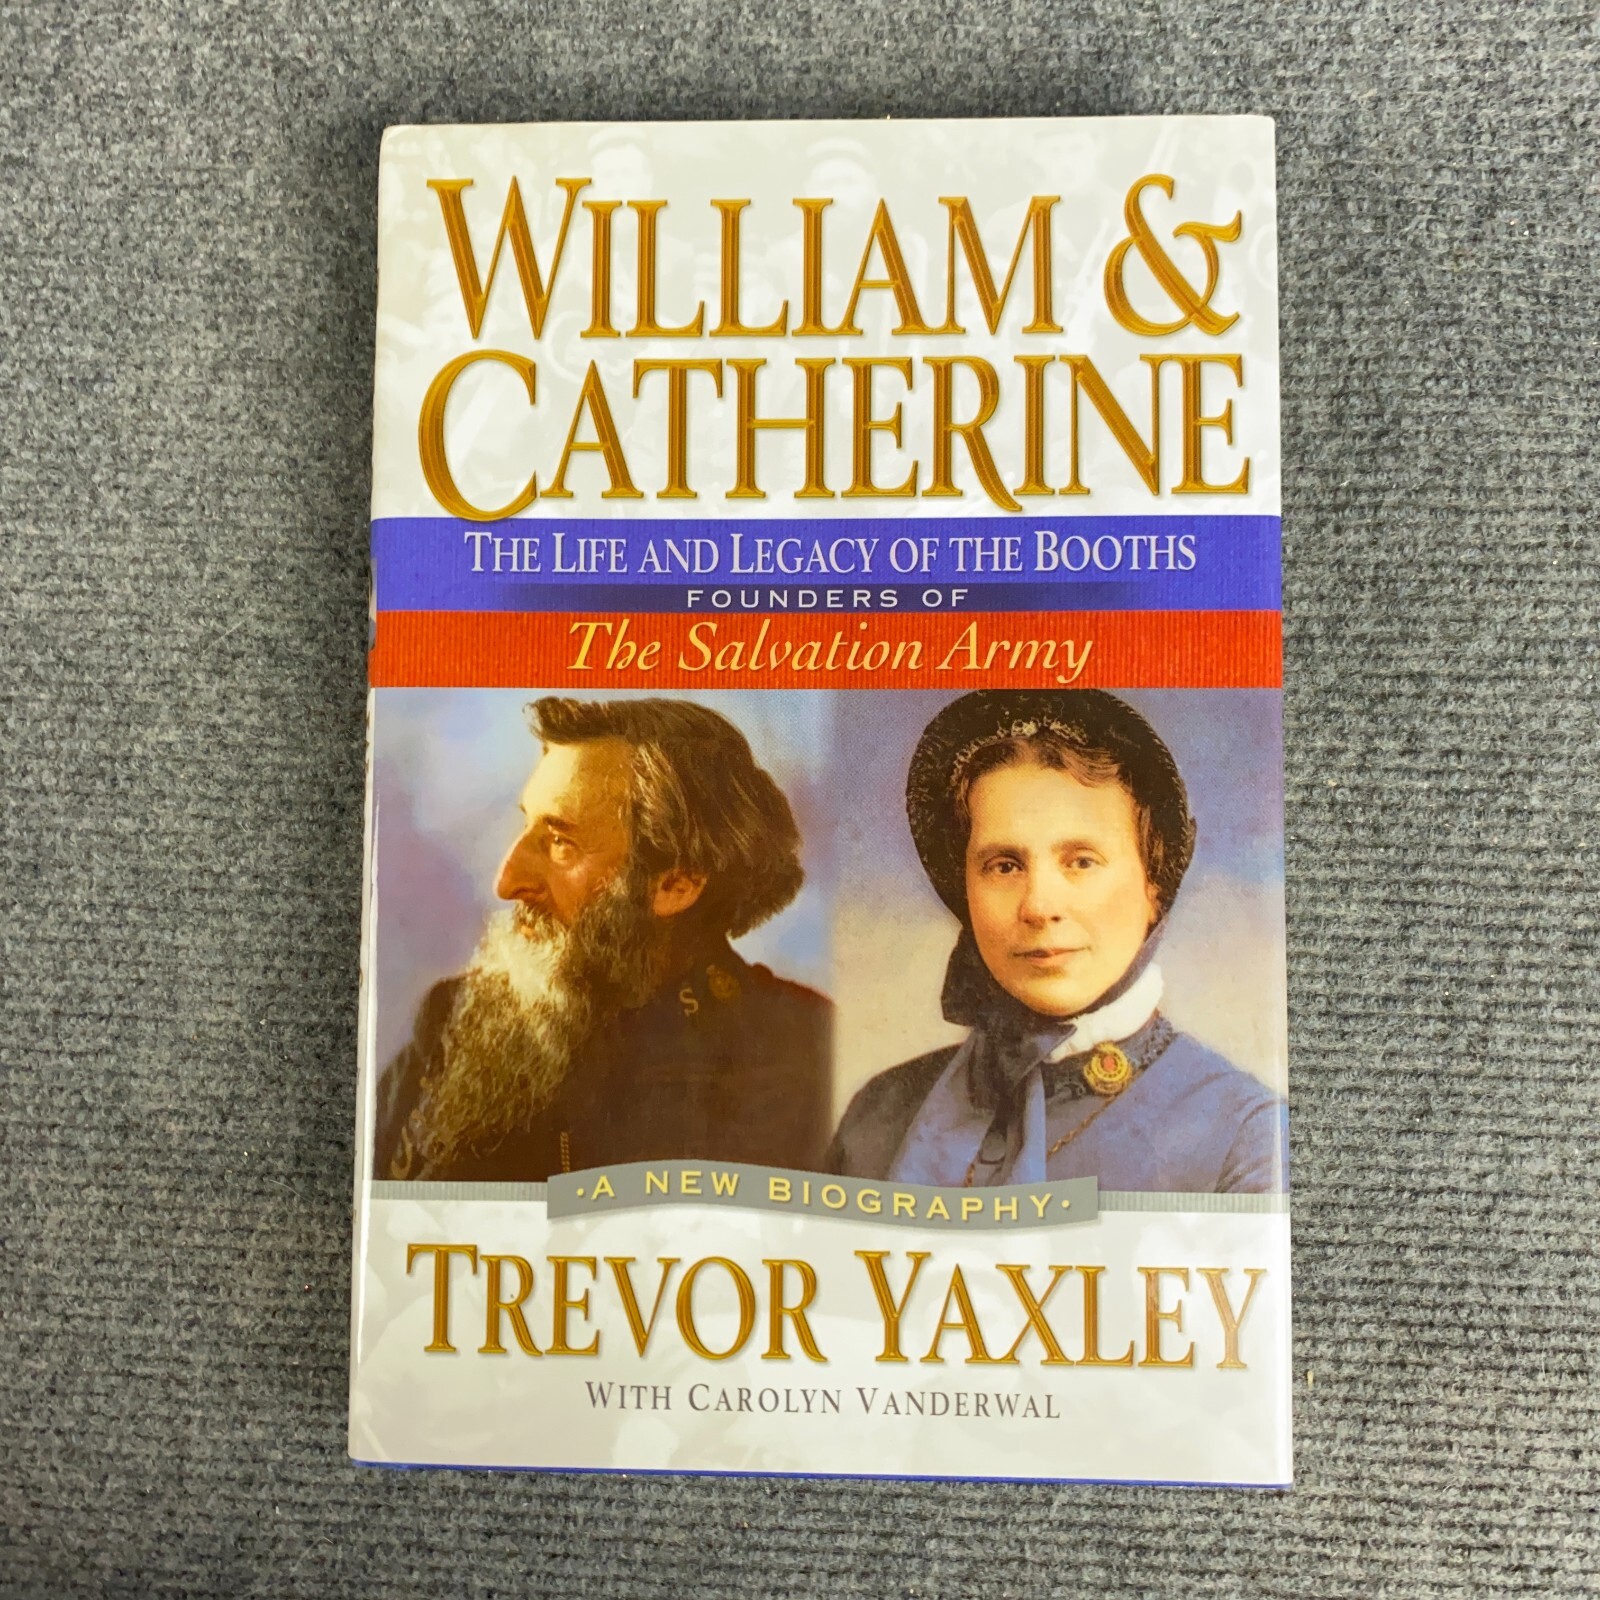 WILLIAM &
CATHERINE
THE LIFE AND LEGACY OF THE BOOTHS
FOUNDERS OF
The Salvation Army
S
· A NEW BIOGRAPHY ·
TREVOR YAXLEY
WITH CAROLYN VANDERWAL